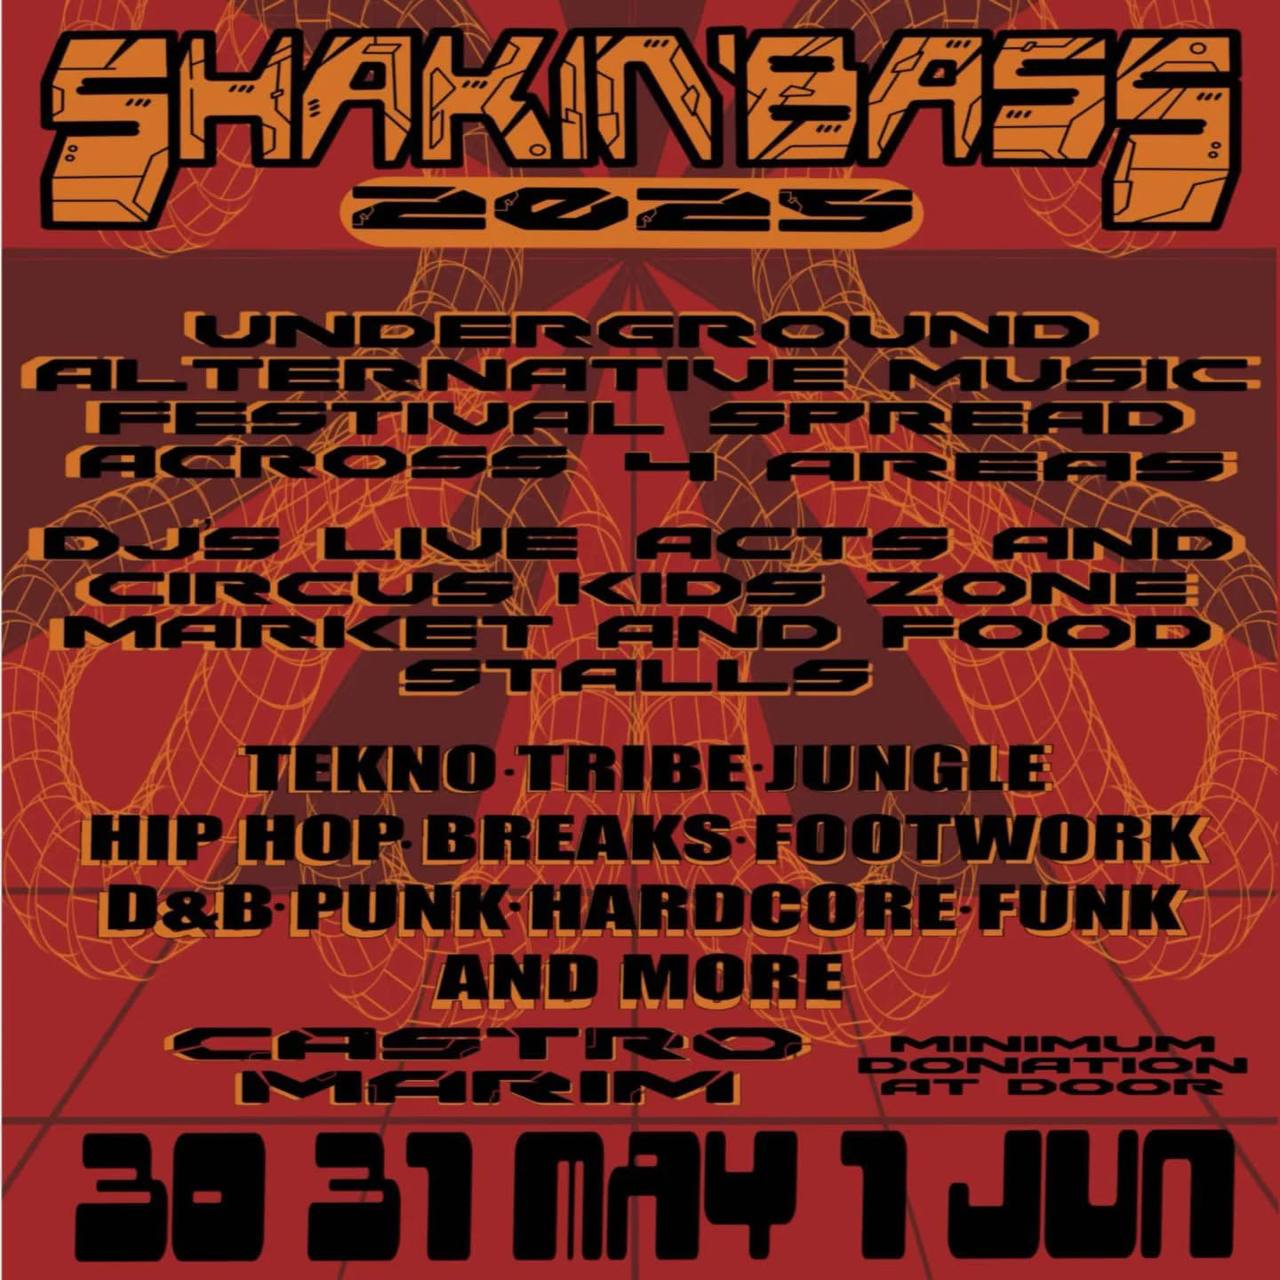 SHAKIN'BASS
2025
UNDERGROUND
ALTERNATIVE MUSIC
FESTIVAL SPREAD
ACROSS 4 AREAS
DJ'S LIVE ACTS AND
CIRCUS KIDS ZONE
MARKET AND FOOD
STALLS
TEKNO·TRIBE·JUNGLE
HIP HOP·BREAKS·FOOTWORK
D&B·PUNK·HARDCORE·FUNK
AND MORE
CASTRO
MARIM
MINIMUM
DONATION
AT DOOR
30 31 MAY 1 JUN